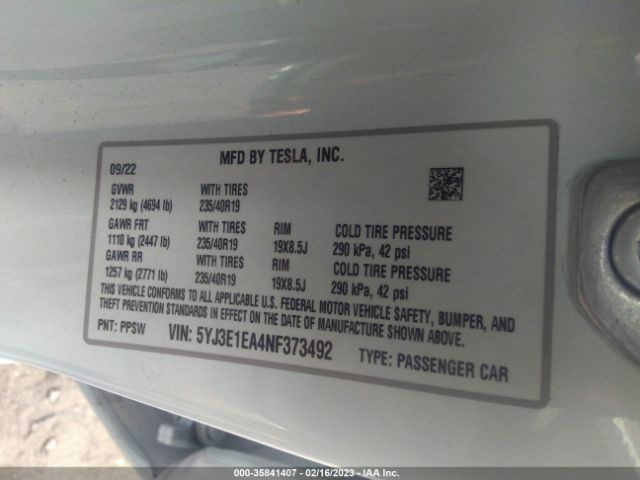 MFD BY TESLA, INC.
09/22
GVWR WITH TIRES
2129 kg (4694 lb) 235/40R19
GAWR FRT WITH TIRES RIM COLD TIRE PRESSURE
1110 kg (2447 lb) 235/40R19 19X8.5J 290 kPa, 42 psi
GAWR RR WITH TIRES RIM COLD TIRE PRESSURE
1257 kg (2771 lb) 235/40R19 19X8.5J 290 kPa, 42 psi
THIS VEHICLE CONFORMS TO ALL APPLICABLE U.S. FEDERAL MOTOR VEHICLE SAFETY, BUMPER, AND
THEFT PREVENTION STANDARDS IN EFFECT ON THE DATE OF MANUFACTURE SHOWN ABOVE.
PNT: PPSW VIN: 5YJ3E1EA4NF373492 TYPE: PASSENGER CAR
000-35841407 - 02/16/2023 - IAA Inc.